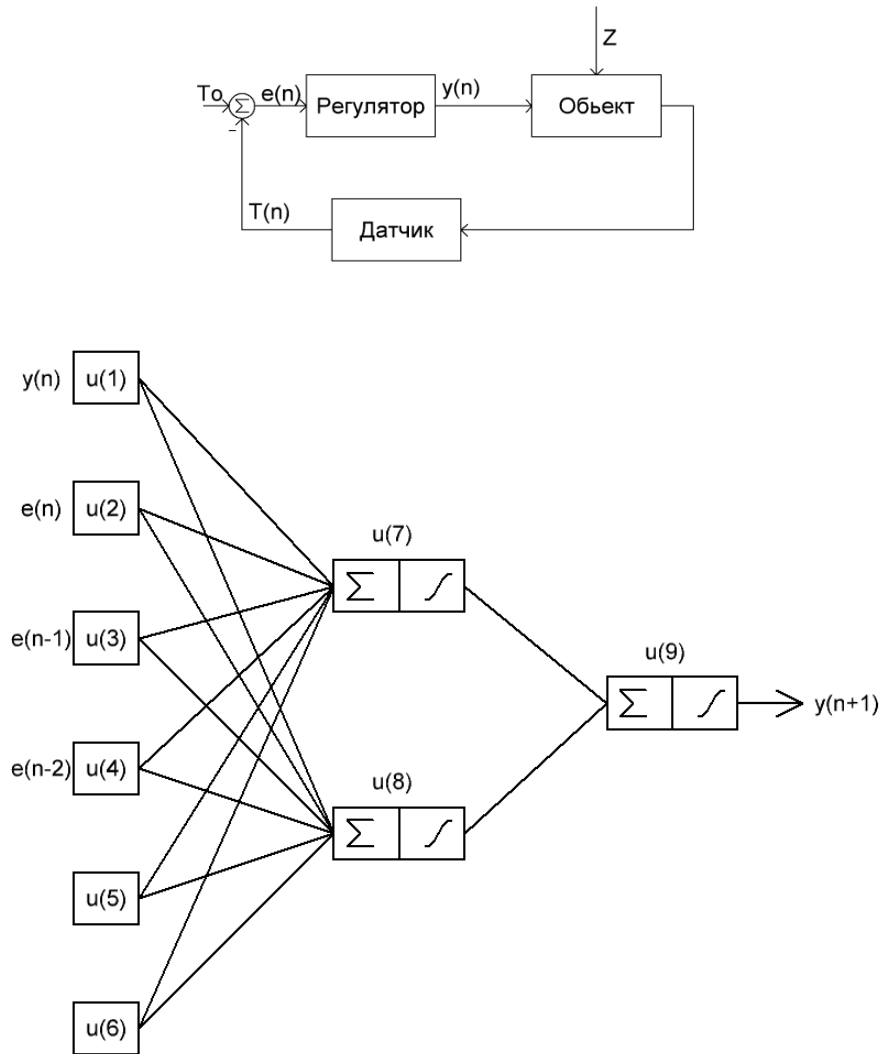 Z
To
e(n)
Регулятор
y(n)
Обьект
Σ
-
T(n)
Датчик
y(n)
u(1)
e(n)
u(2)
u(7)
Σ
e(n-1)
u(3)
u(9)
Σ
y(n+1)
e(n-2)
u(4)
u(8)
Σ
u(5)
u(6)